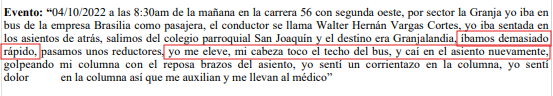 Evento: “04/10/2022 a las 8:30am de la mañana en la carrera 56 con segunda oeste, por sector la Granja yo iba en
bus de la empresa Brasilia como pasajera, el conductor se llama Walter Hernán Vargas Cortes, yo iba sentada en
los asientos de atrás, salimos del colegio parroquial San Joaquín y el destino era Granjalandia, ibamos demasiado
rápido, pasamos unos reductores, yo me eleve, mi cabeza toco el techo del bus, y caí en el asiento nuevamente,
golpeando mi columna con el reposa brazos del asiento, yo sentí un corrientazo en la columna, yo sentí
dolor en la columna así que me auxilian y me llevan al médico”